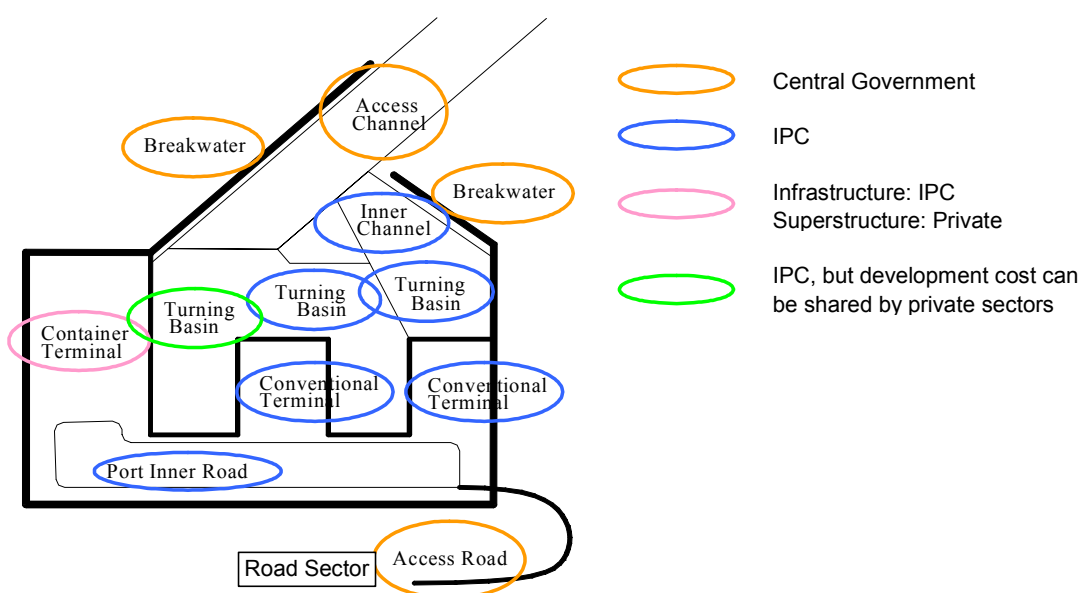 Access
Channel
Breakwater
Breakwater
Inner
Channel
Turning
Basin
Turning
Basin
Turning
Basin
Container
Terminal
Conventional
Terminal
Conventional
Terminal
Port Inner Road
Road Sector
Access Road
Central Government
IPC
Infrastructure: IPC
Superstructure: Private
IPC, but development cost can
be shared by private sectors